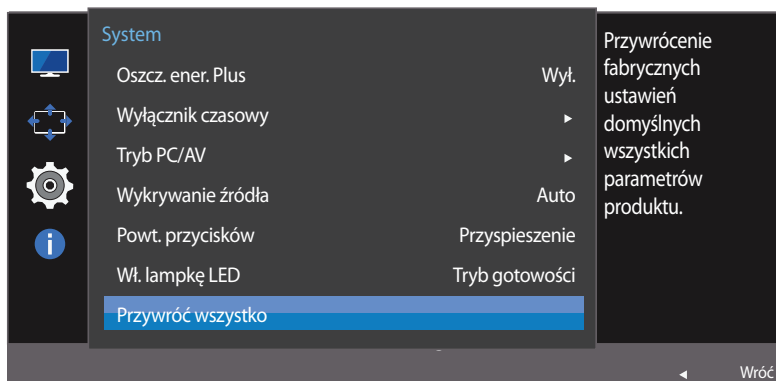 System
Oszcz. ener. Plus Wył.
Wyłącznik czasowy
Tryb PC/AV
Wykrywanie źródła Auto
Powt. przycisków Przyspieszenie
Wł. lampkę LED Tryb gotowości
Przywróć wszystko
Przywrócenie
fabrycznych
ustawień
domyślnych
wszystkich
parametrów
produktu.
Wróć